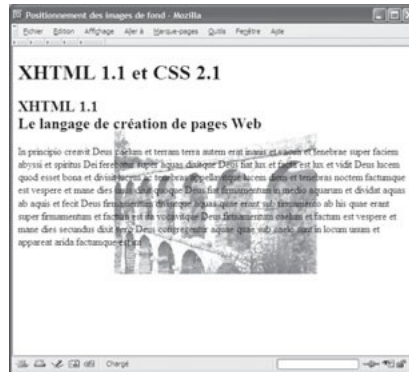 Positionnement des images de fond - Mozilla
Fichier Edition Affichage Aller à Marque-pages Outils Fenêtre Aide
XHTML 1.1 et CSS 2.1
XHTML 1.1
Le langage de création de pages Web
In principio creavit Deus caelum et terram terra autem erat inanis et vacua et tenebrae super faciem
abyssi et spiritus Dei ferebatur super aquas dixitque Deus fiat lux et facta est lux et vidit Deus lucem
quod esset bona et divisit lucem ac tenebras appellavitque lucem diem et tenebras noctem factumque
est vespere et mane dies unus dixit quoque Deus fiat firmamentum in medio aquarum et dividat aquas
ab aquis et fecit Deus firmamentum divisitque aquas quae erant sub firmamento ab his quae erant
super firmamentum et factum est ita vocavitque Deus firmamentum caelum et factum est vespere et
mane dies secundus dixit vero Deus congregentur aquae quae sub caelo sunt in locum unum et
appareat arida factumque est ita
Chargé